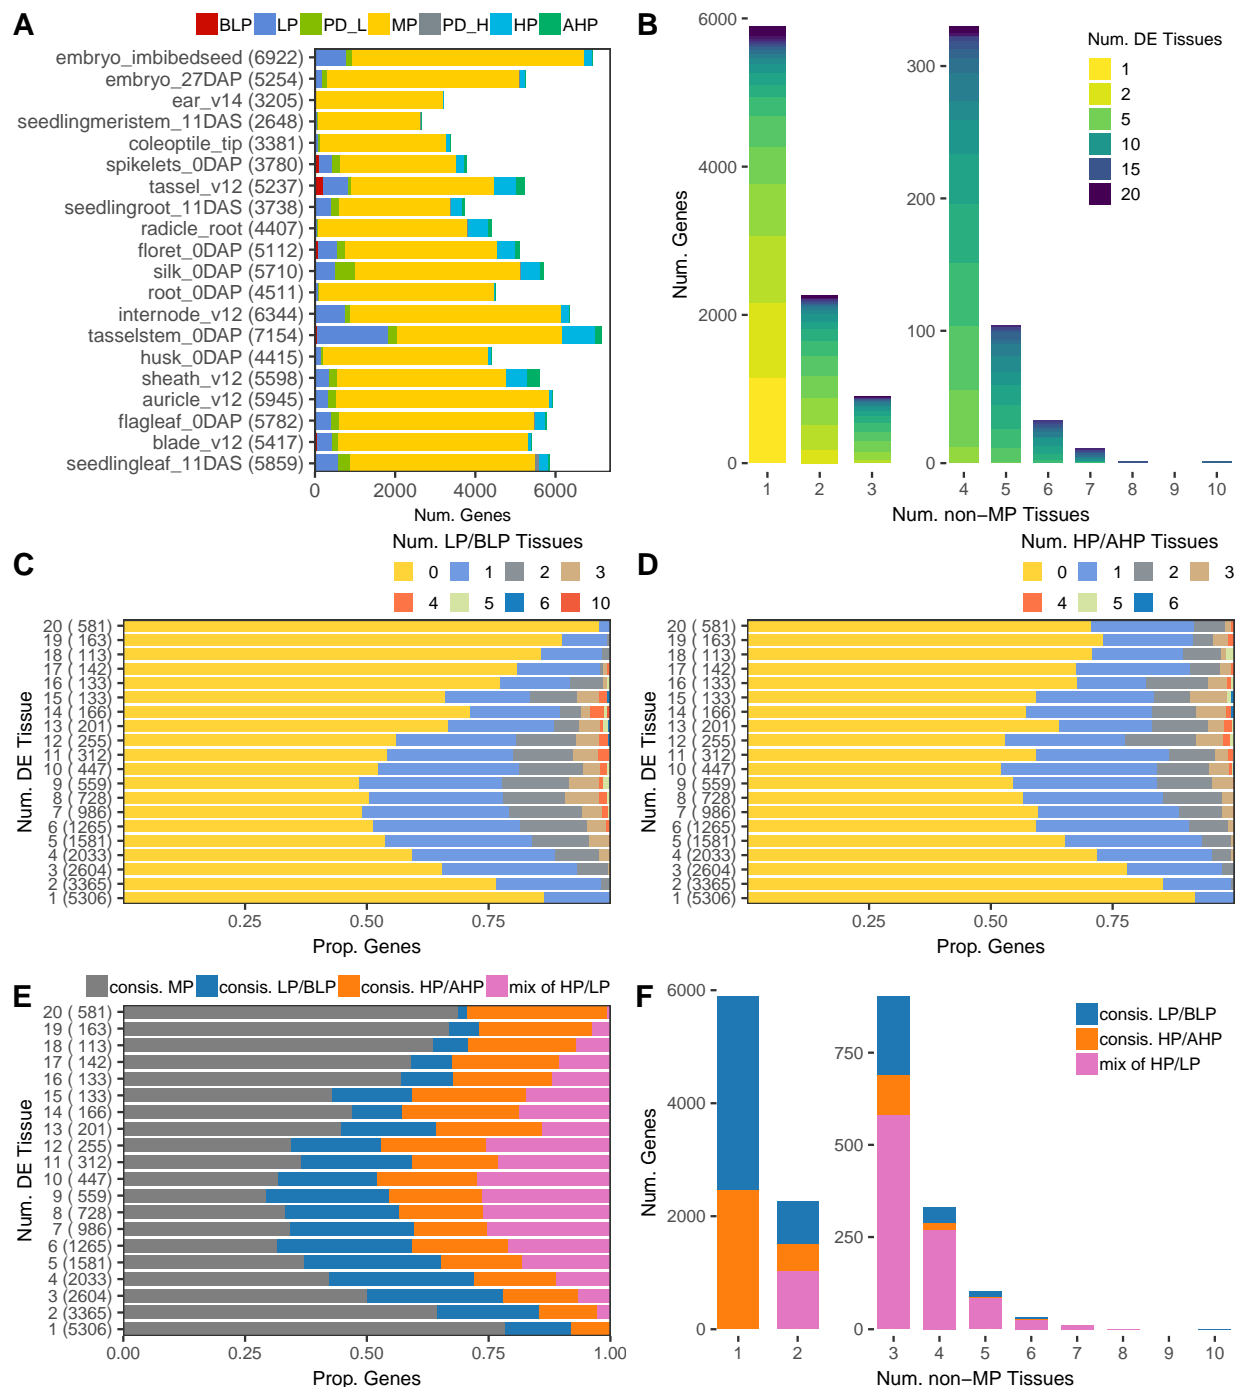 A
BLP LP PD_L MP PD_H HP AHP
embryo_imbibedseed (6922)
embryo_27DAP (5254)
ear_v14 (3205)
seedlingmeristem_11DAS (2648)
coleoptile_tip (3381)
spikelets_0DAP (3780)
tassel_v12 (5237)
seedlingroot_11DAS (3738)
radicle_root (4407)
floret_0DAP (5112)
silk_0DAP (5710)
root_0DAP (4511)
internode_v12 (6344)
tasselstem_0DAP (7154)
husk_0DAP (4415)
sheath_v12 (5598)
auricle_v12 (5945)
flagleaf_0DAP (5782)
blade_v12 (5417)
seedlingleaf_11DAS (5859)
0 2000 4000 6000
Num. Genes
B
Num. Genes
6000
4000
2000
0
300
100
0
Num. DE Tissues
1
2
5
10
15
20
1 2 3 4 5 6 7 8 9 10
Num. non−MP Tissues
C
Num. LP/BLP Tissues
0 1 2 3
4 5 6 10
Num. DE Tissue
20 ( 581)
19 ( 163)
18 ( 113)
17 ( 142)
16 ( 133)
15 ( 133)
14 ( 166)
13 ( 201)
12 ( 255)
11 ( 312)
10 ( 447)
9 ( 559)
8 ( 728)
7 ( 986)
6 (1265)
5 (1581)
4 (2033)
3 (2604)
2 (3365)
1 (5306)
0.25 0.50 0.75
Prop. Genes
D
Num. HP/AHP Tissues
0 1 2 3
4 5 6
Num. DE Tissue
20 ( 581)
19 ( 163)
18 ( 113)
17 ( 142)
16 ( 133)
15 ( 133)
14 ( 166)
13 ( 201)
12 ( 255)
11 ( 312)
10 ( 447)
9 ( 559)
8 ( 728)
7 ( 986)
6 (1265)
5 (1581)
4 (2033)
3 (2604)
2 (3365)
1 (5306)
0.25 0.50 0.75
Prop. Genes
E
consis. MP consis. LP/BLP consis. HP/AHP mix of HP/LP
Num. DE Tissue
20 ( 581)
19 ( 163)
18 ( 113)
17 ( 142)
16 ( 133)
15 ( 133)
14 ( 166)
13 ( 201)
12 ( 255)
11 ( 312)
10 ( 447)
9 ( 559)
8 ( 728)
7 ( 986)
6 (1265)
5 (1581)
4 (2033)
3 (2604)
2 (3365)
1 (5306)
0.00 0.25 0.50 0.75 1.00
Prop. Genes
F
Num. Genes
6000
4000
2000
0
750
500
250
0
consis. LP/BLP
consis. HP/AHP
mix of HP/LP
1 2 3 4 5 6 7 8 9 10
Num. non−MP Tissues